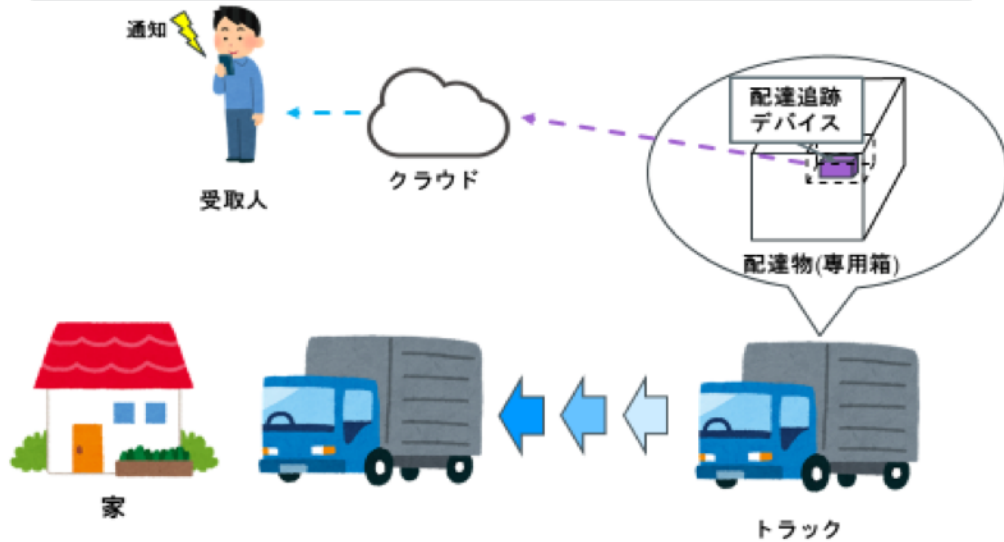 通知
受取人
クラウド
配達追跡
デバイス
配達物(専用箱)
家
トラック